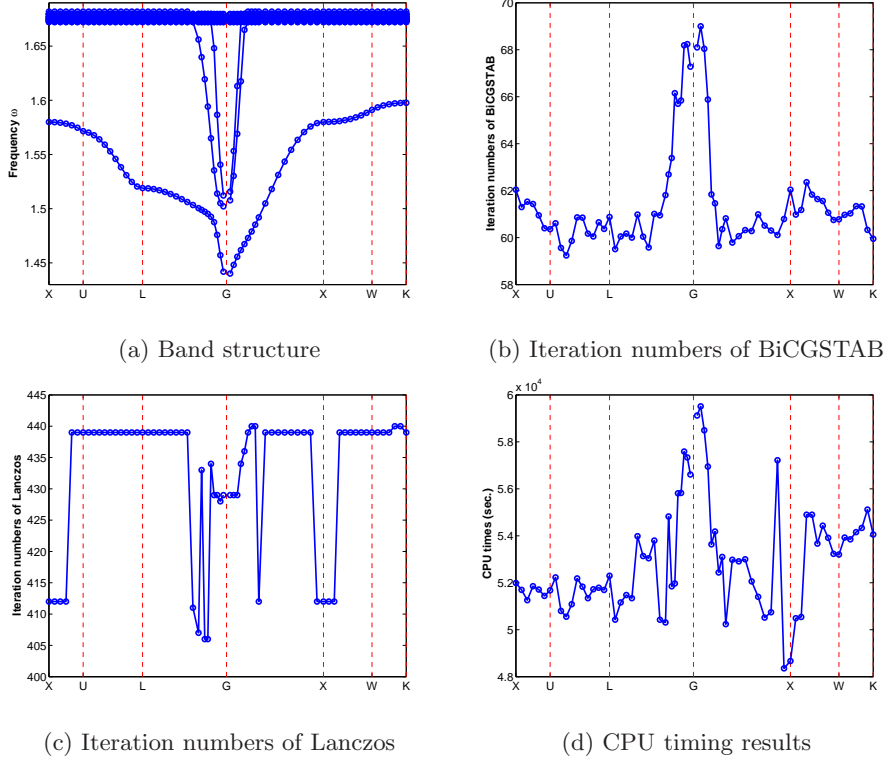 1.65
1.6
1.55
1.5
1.45
Frequency ω
X U L G X W K
(a) Band structure
70
68
66
64
62
60
58
Iteration numbers of BiCGSTAB
X U L G X W K
(b) Iteration numbers of BiCGSTAB
445
440
435
430
425
420
415
410
405
400
Iteration numbers of Lanczos
X U L G X W K
(c) Iteration numbers of Lanczos
x 10⁴
6
5.8
5.6
5.4
5.2
5
4.8
CPU times (sec.)
X U L G X W K
(d) CPU timing results